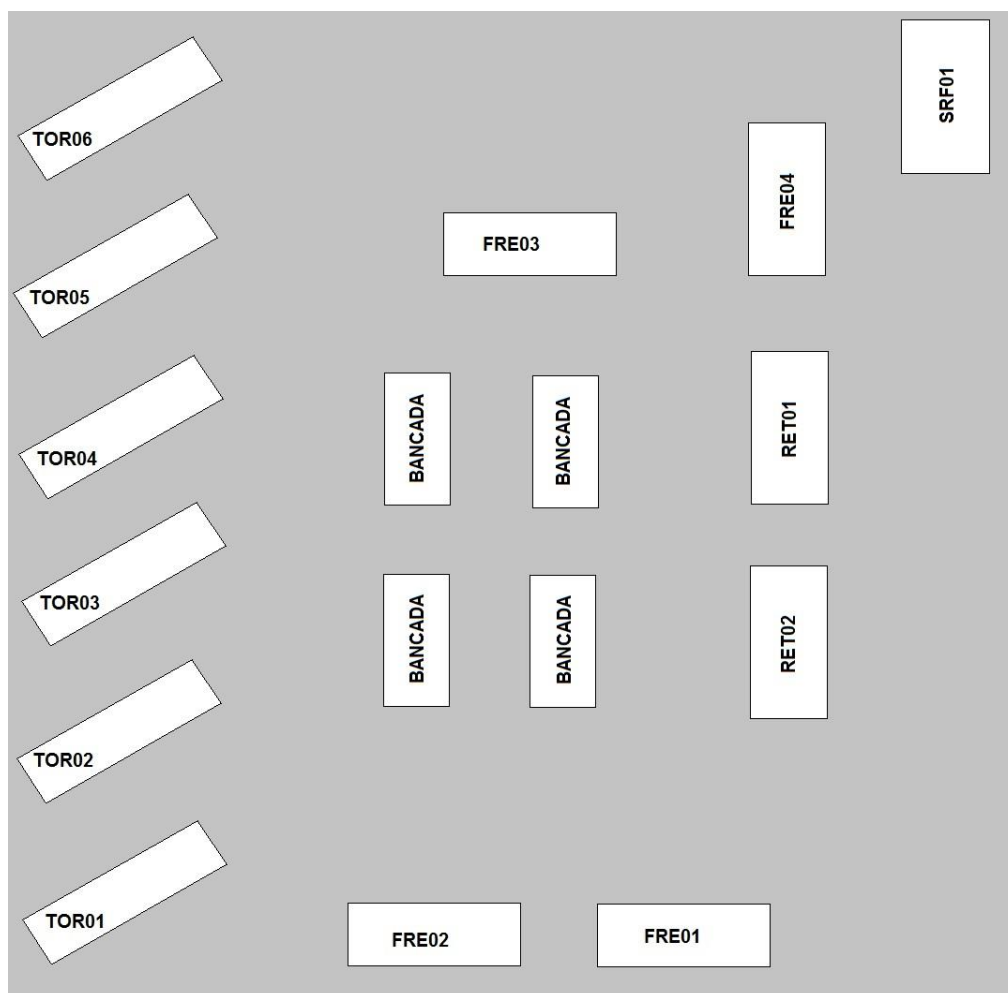 SRF01
TOR06
FRE04
FRE03
TOR05
BANCADA
BANCADA
RET01
TOR04
TOR03
BANCADA
BANCADA
RET02
TOR02
TOR01
FRE02
FRE01